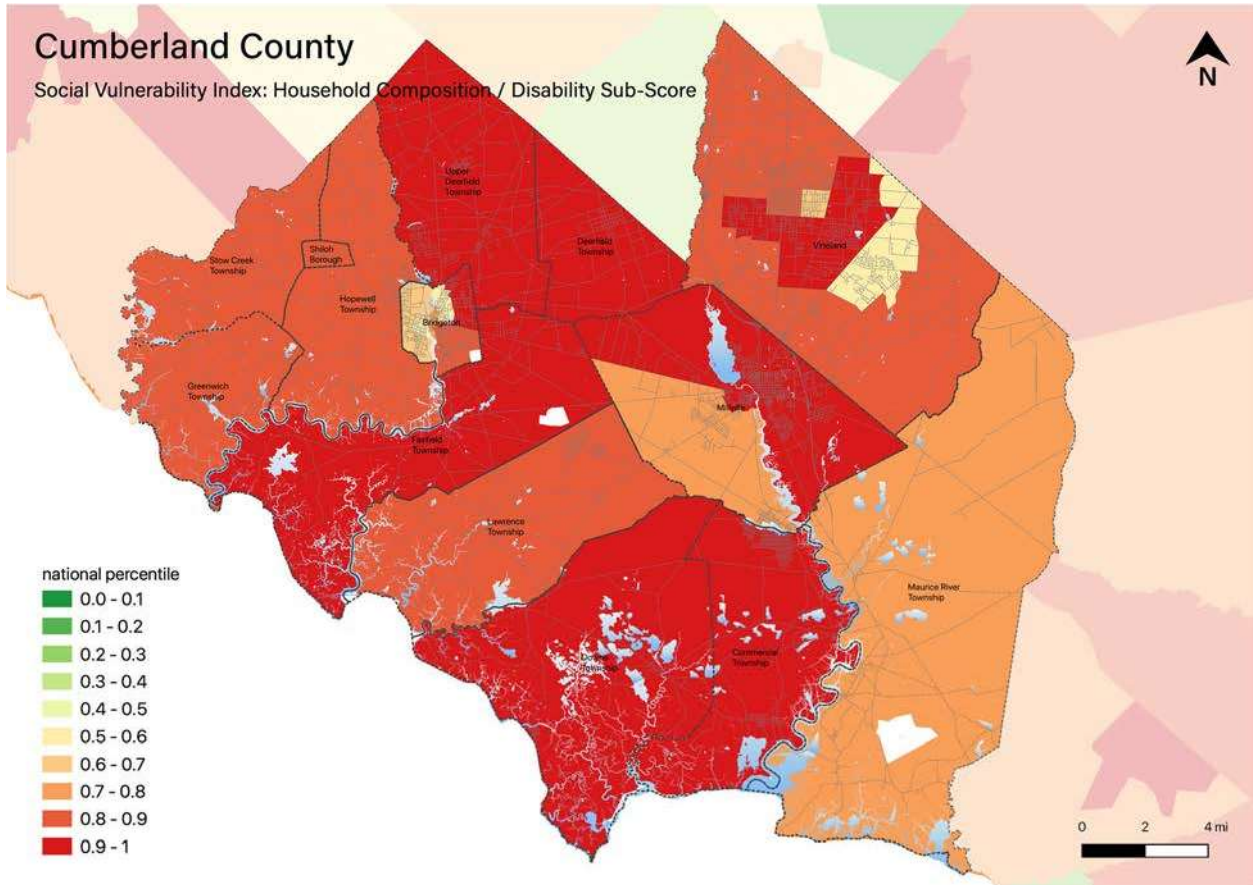 Cumberland County
Social Vulnerability Index: Household Composition / Disability Sub-Score
N
Upper
Deerfield
Township
Deerfield
Township
Vineland
Shiloh
Borough
Stow Creek
Township
Hopewell
Township
Bridgeton
Greenwich
Township
Millville
Fairfield
Township
Lawrence
Township
Maurice River
Township
Downe
Township
Commercial
Township
national percentile
0.0 - 0.1
0.1 - 0.2
0.2 - 0.3
0.3 - 0.4
0.4 - 0.5
0.5 - 0.6
0.6 - 0.7
0.7 - 0.8
0.8 - 0.9
0.9 - 1
0 2 4 mi